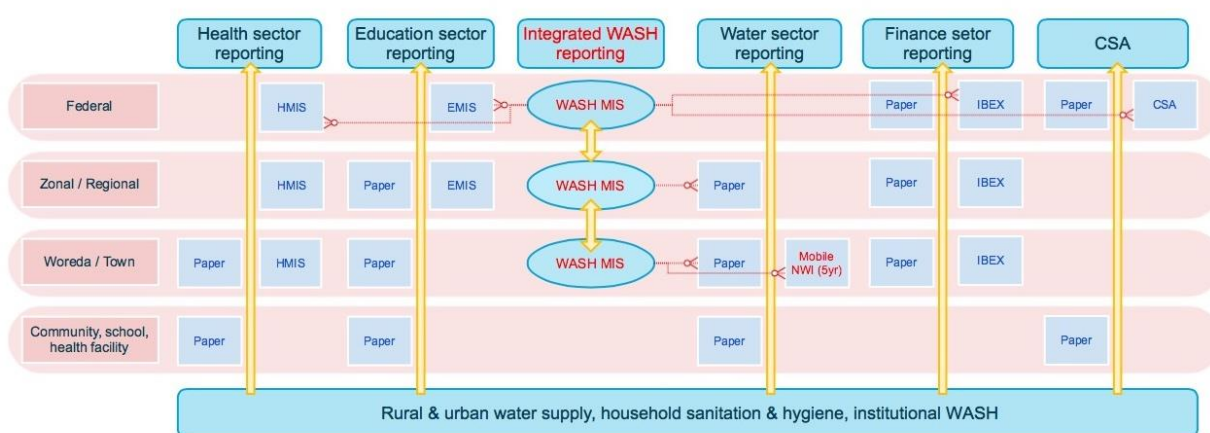 Health sector
reporting
Education sector
reporting
Integrated WASH
reporting
Water sector
reporting
Finance setor
reporting
CSA
Federal
HMIS
EMIS
WASH MIS
Paper
IBEX
Paper
CSA
Zonal / Regional
HMIS
Paper
EMIS
WASH MIS
Paper
Paper
IBEX
Woreda / Town
Paper
HMIS
Paper
WASH MIS
Paper
Mobile
NWI (5yr)
Paper
IBEX
Community, school,
health facility
Paper
Paper
Paper
Paper
Rural & urban water supply, household sanitation & hygiene, institutional WASH